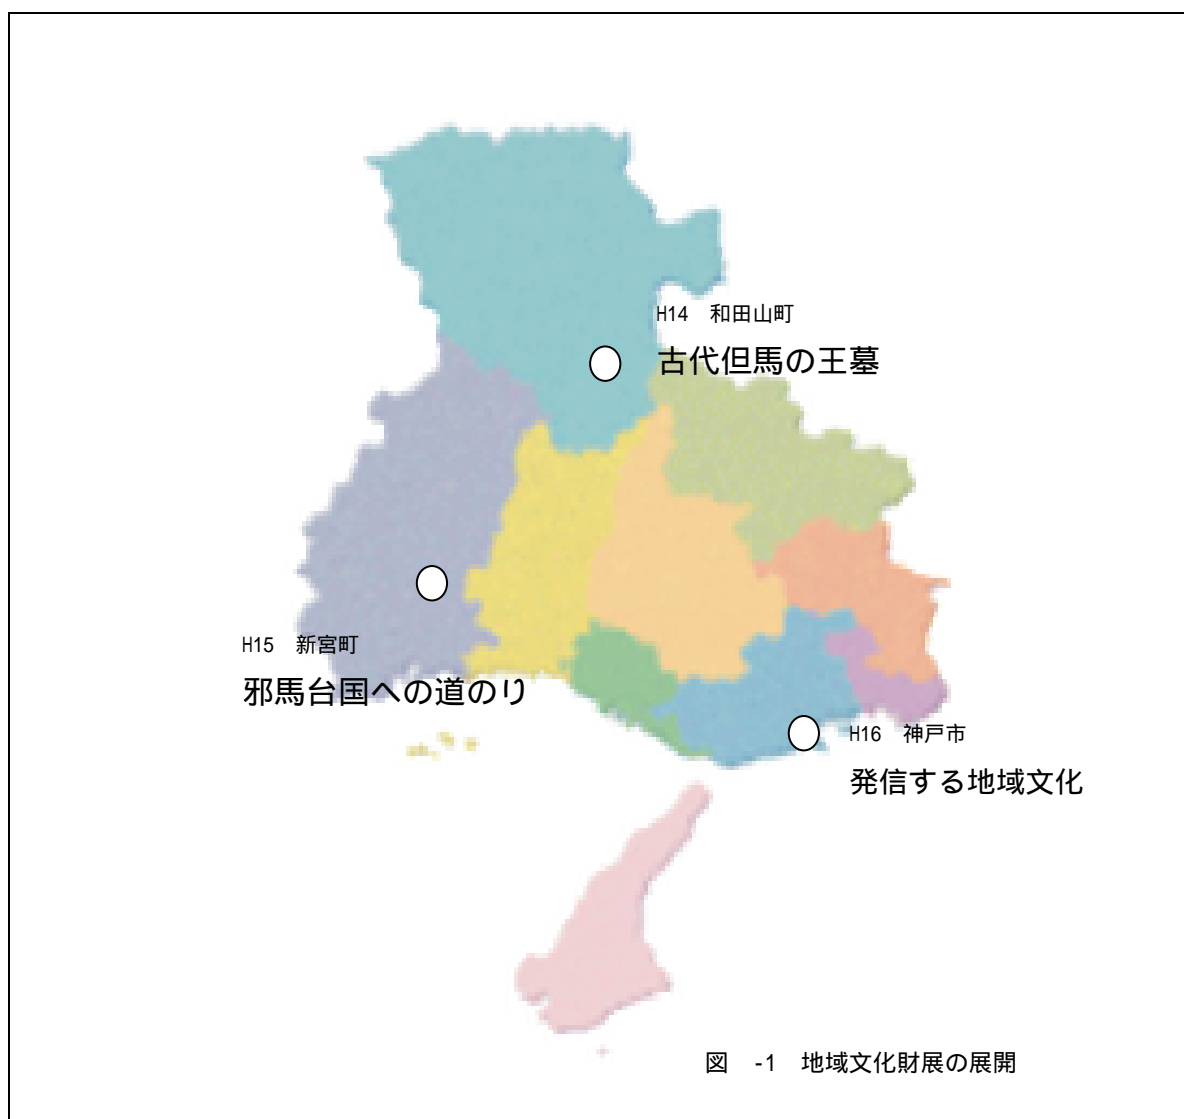 H14 和田山町
古代但馬の王墓
H15 新宮町
邪馬台国への道のり
H16 神戸市
発信する地域文化
図 -1 地域文化財展の展開